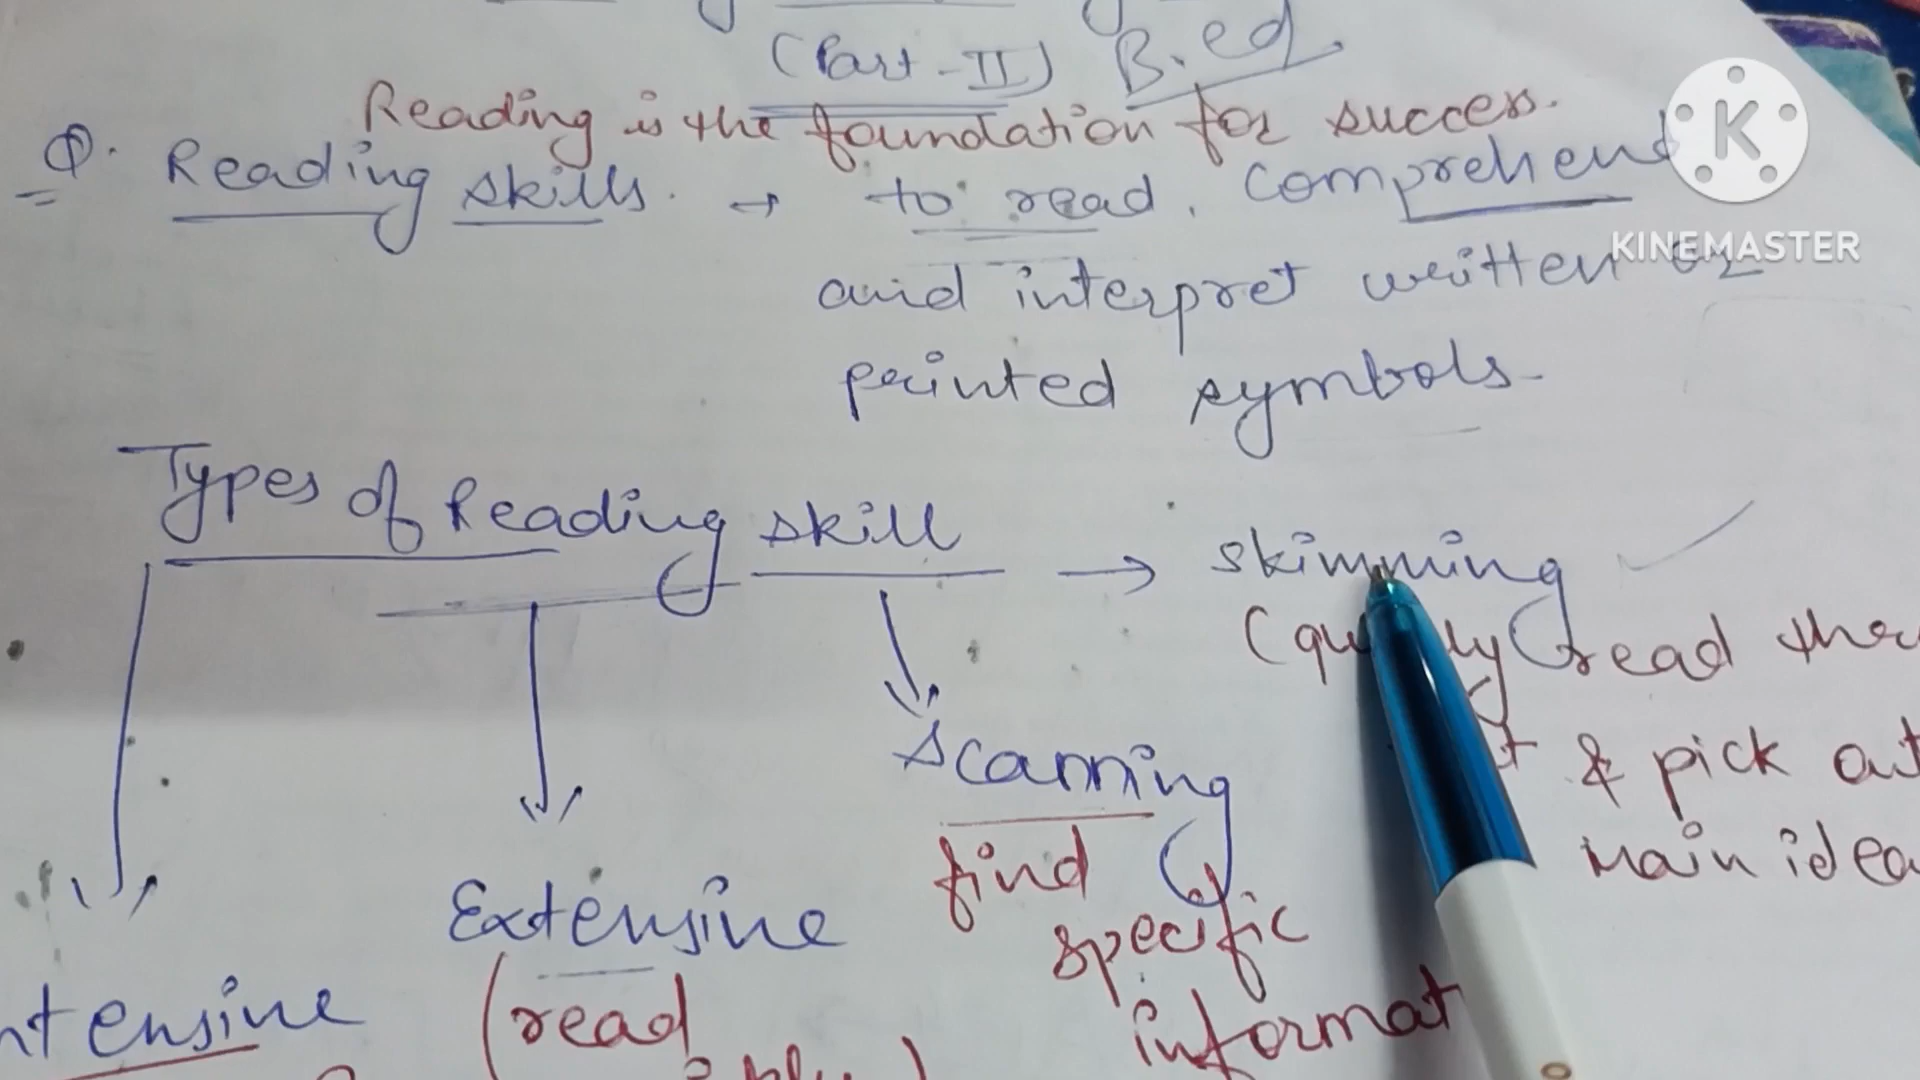 (Part-II) B.ed
Reading is the foundation for success.
Q. Reading skills. → to read, Comprehend
and interpret written or
printed symbols.
Types of Reading skill → skimming
(quickly read the
& pick out
main idea
Scanning
find
specific
informat
Extensive
(read
Intensive
K
KINEMASTER